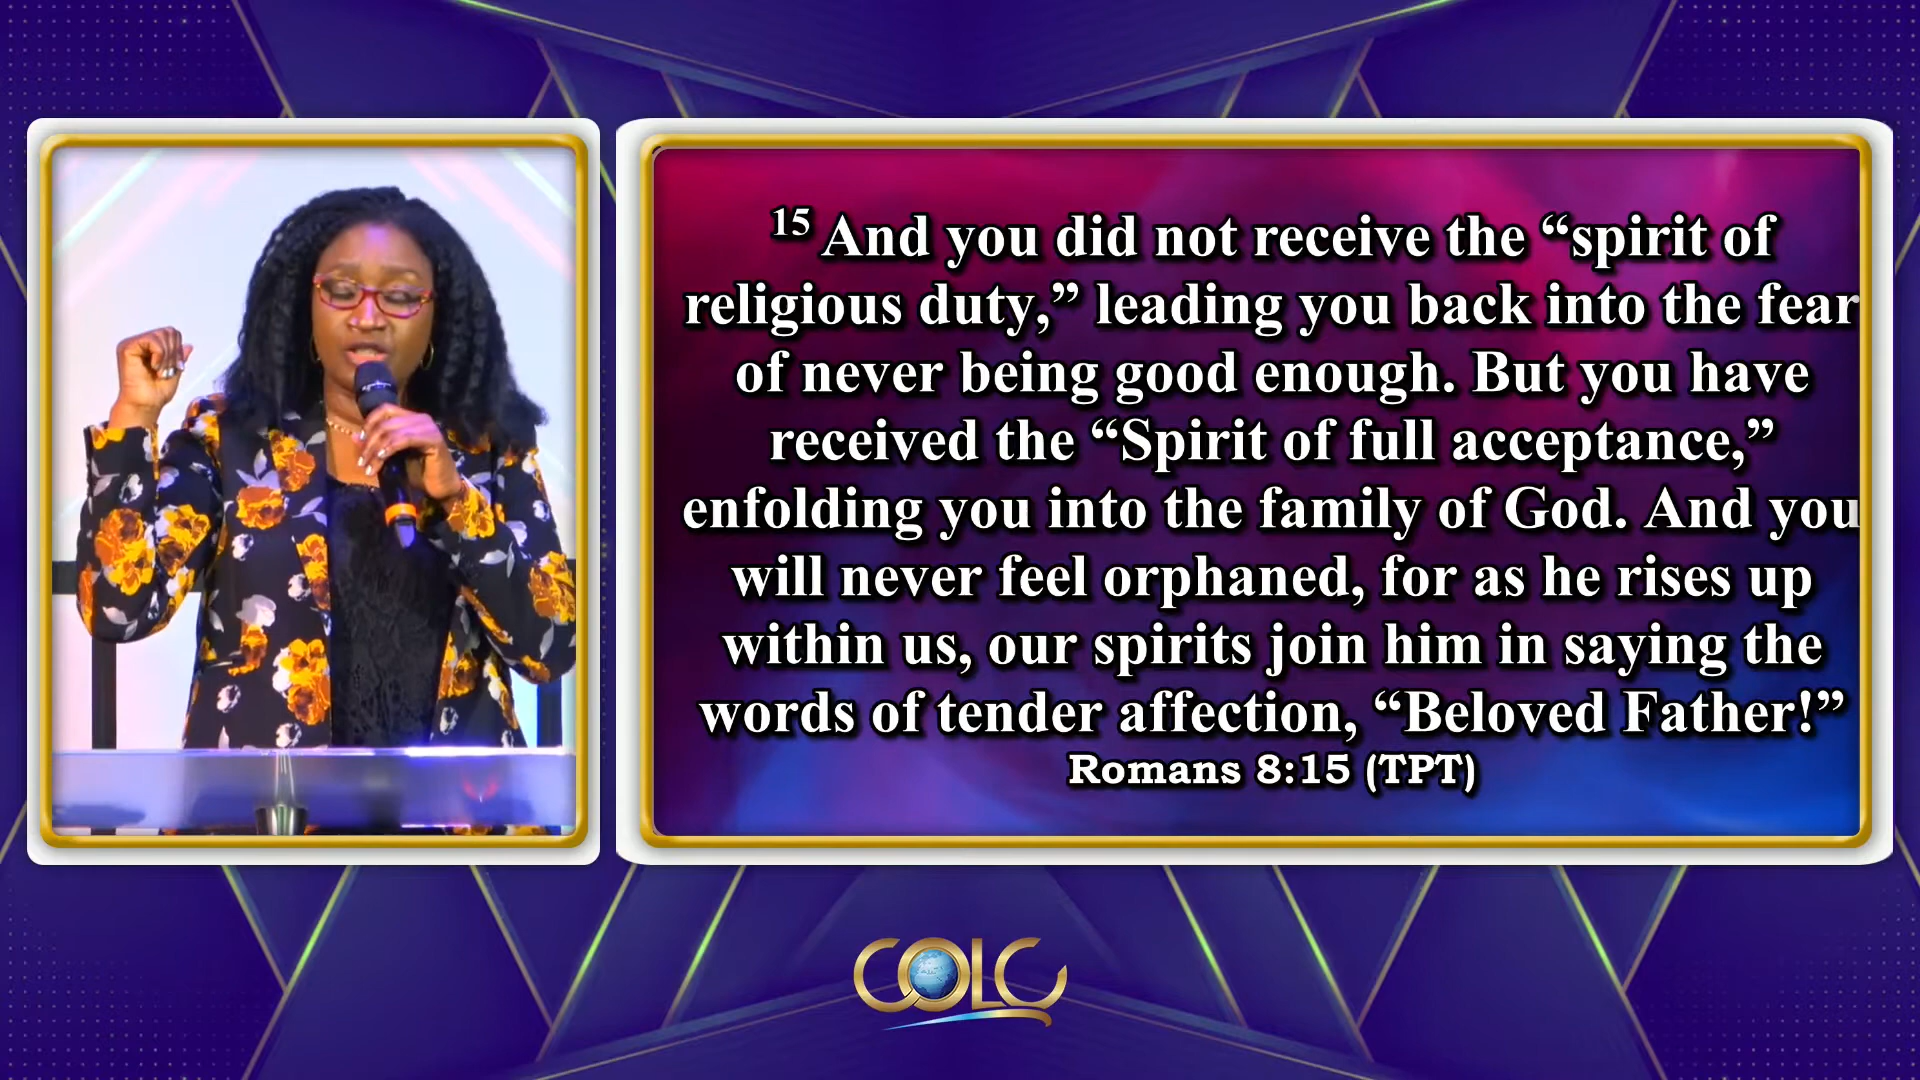 15 And you did not receive the “spirit of
religious duty,” leading you back into the fear
of never being good enough. But you have
received the “Spirit of full acceptance,”
enfolding you into the family of God. And you
will never feel orphaned, for as he rises up
within us, our spirits join him in saying the
words of tender affection, “Beloved Father!”
Romans 8:15 (TPT)
COLC